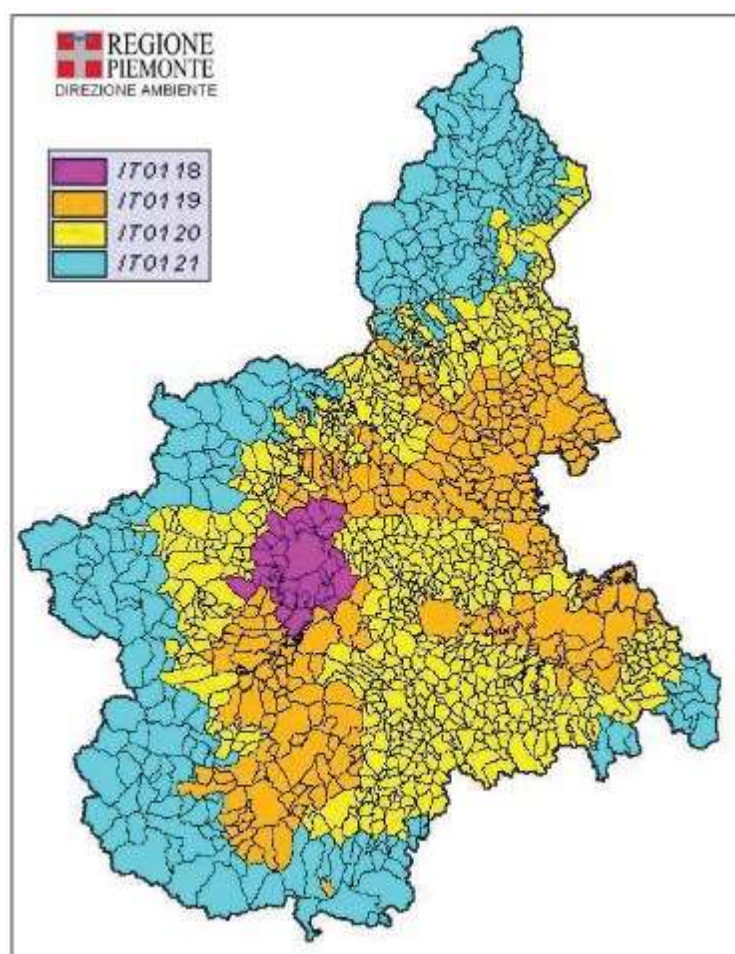 REGIONE
PIEMONTE
DIREZIONE AMBIENTE
IT0118
IT0119
IT0120
IT0121